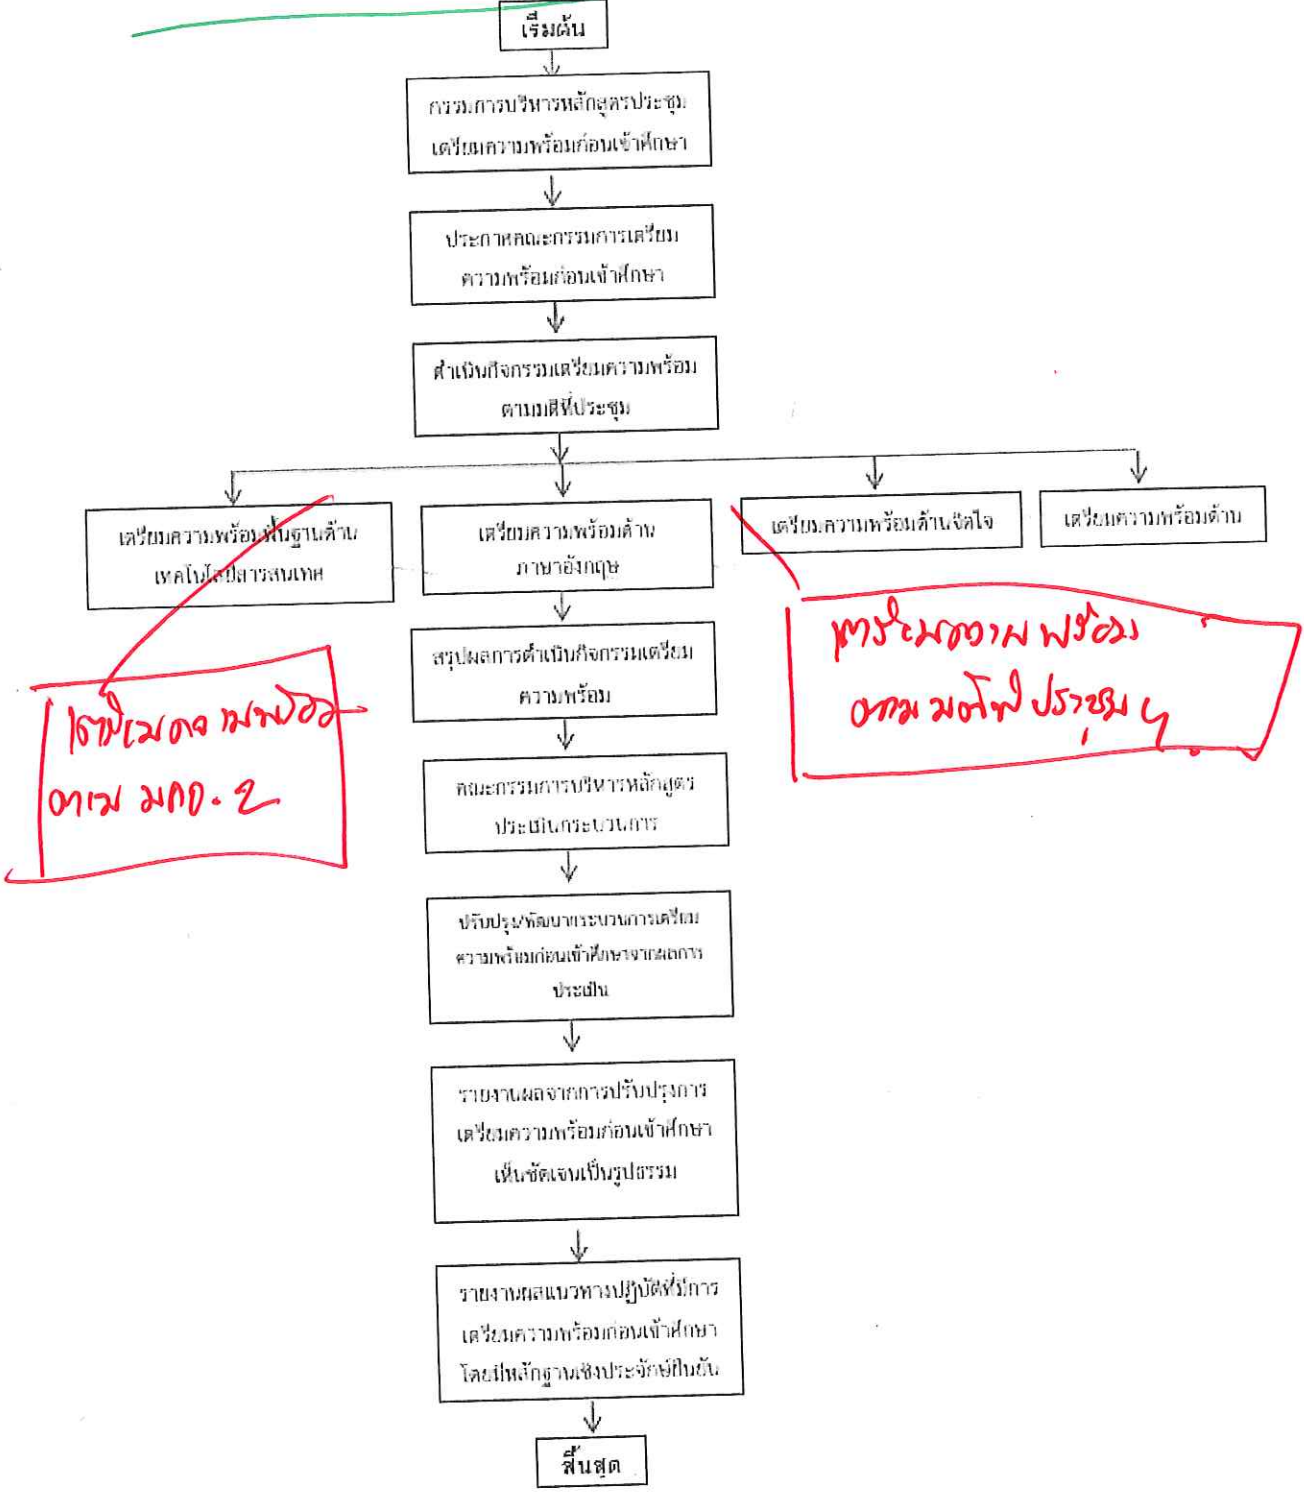 เริ่มต้น
กรรมการบริหารหลักสูตรประชุม
เตรียมความพร้อมก่อนเข้าศึกษา
ประกาศคณะกรรมการเตรียม
ความพร้อมก่อนเข้าศึกษา
ดำเนินกิจกรรมเตรียมความพร้อม
ตามมติที่ประชุม
เตรียมความพร้อมพื้นฐานด้าน
เทคโนโลยีสารสนเทศ
เตรียมความพร้อมด้าน
ภาษาอังกฤษ
เตรียมความพร้อมด้านจิตใจ
เตรียมความพร้อมด้าน
เตรียมความพร้อม
ตาม มคอ.2
เตรียมความพร้อม
ตามมติที่ประชุมฯ
สรุปผลการดำเนินกิจกรรมเตรียม
ความพร้อม
คณะกรรมการบริหารหลักสูตร
ประเมินกระบวนการ
ปรับปรุง/พัฒนากระบวนการเตรียม
ความพร้อมก่อนเข้าศึกษาจากผลการ
ประเมิน
รายงานผลจากการปรับปรุงการ
เตรียมความพร้อมก่อนเข้าศึกษา
เห็นชัดเจนเป็นรูปธรรม
รายงานผลแนวทางปฏิบัติที่มีการ
เตรียมความพร้อมก่อนเข้าศึกษา
โดยมีหลักฐานเชิงประจักษ์ยืนยัน
สิ้นสุด